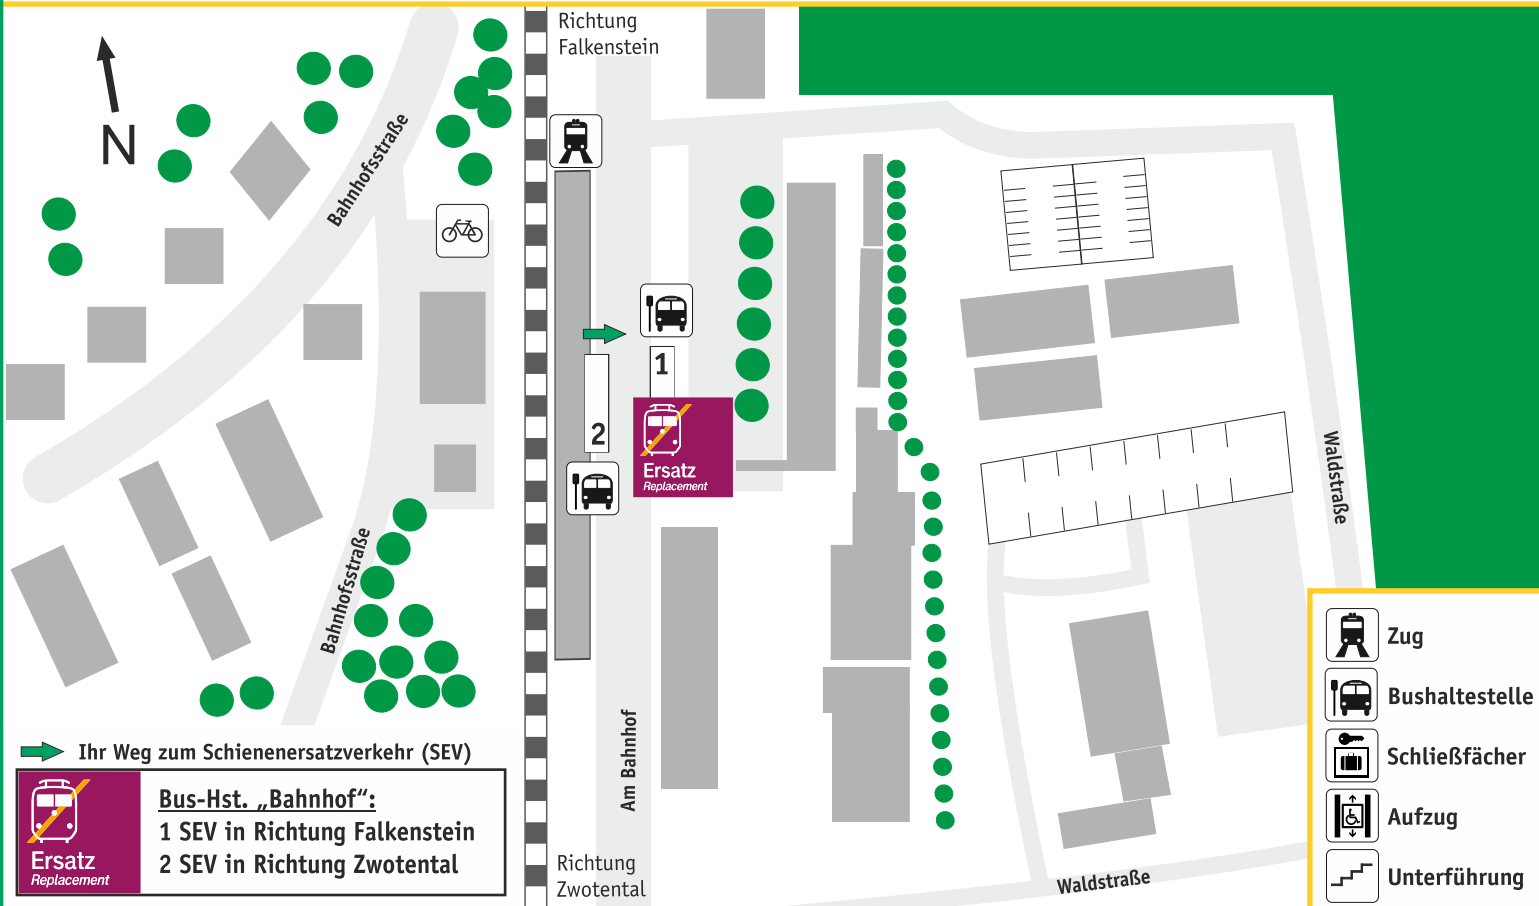 Richtung
Falkenstein
N
Bahnhofsstraße
1
2
Ersatz
Replacement
Waldstraße
Bahnhofsstraße
Am Bahnhof
Richtung
Zwotental
Waldstraße
Ihr Weg zum Schienenersatzverkehr (SEV)
Ersatz
Replacement
Bus-Hst. „Bahnhof“:
1 SEV in Richtung Falkenstein
2 SEV in Richtung Zwotental
Zug
Bushaltestelle
Schließfächer
Aufzug
Unterführung